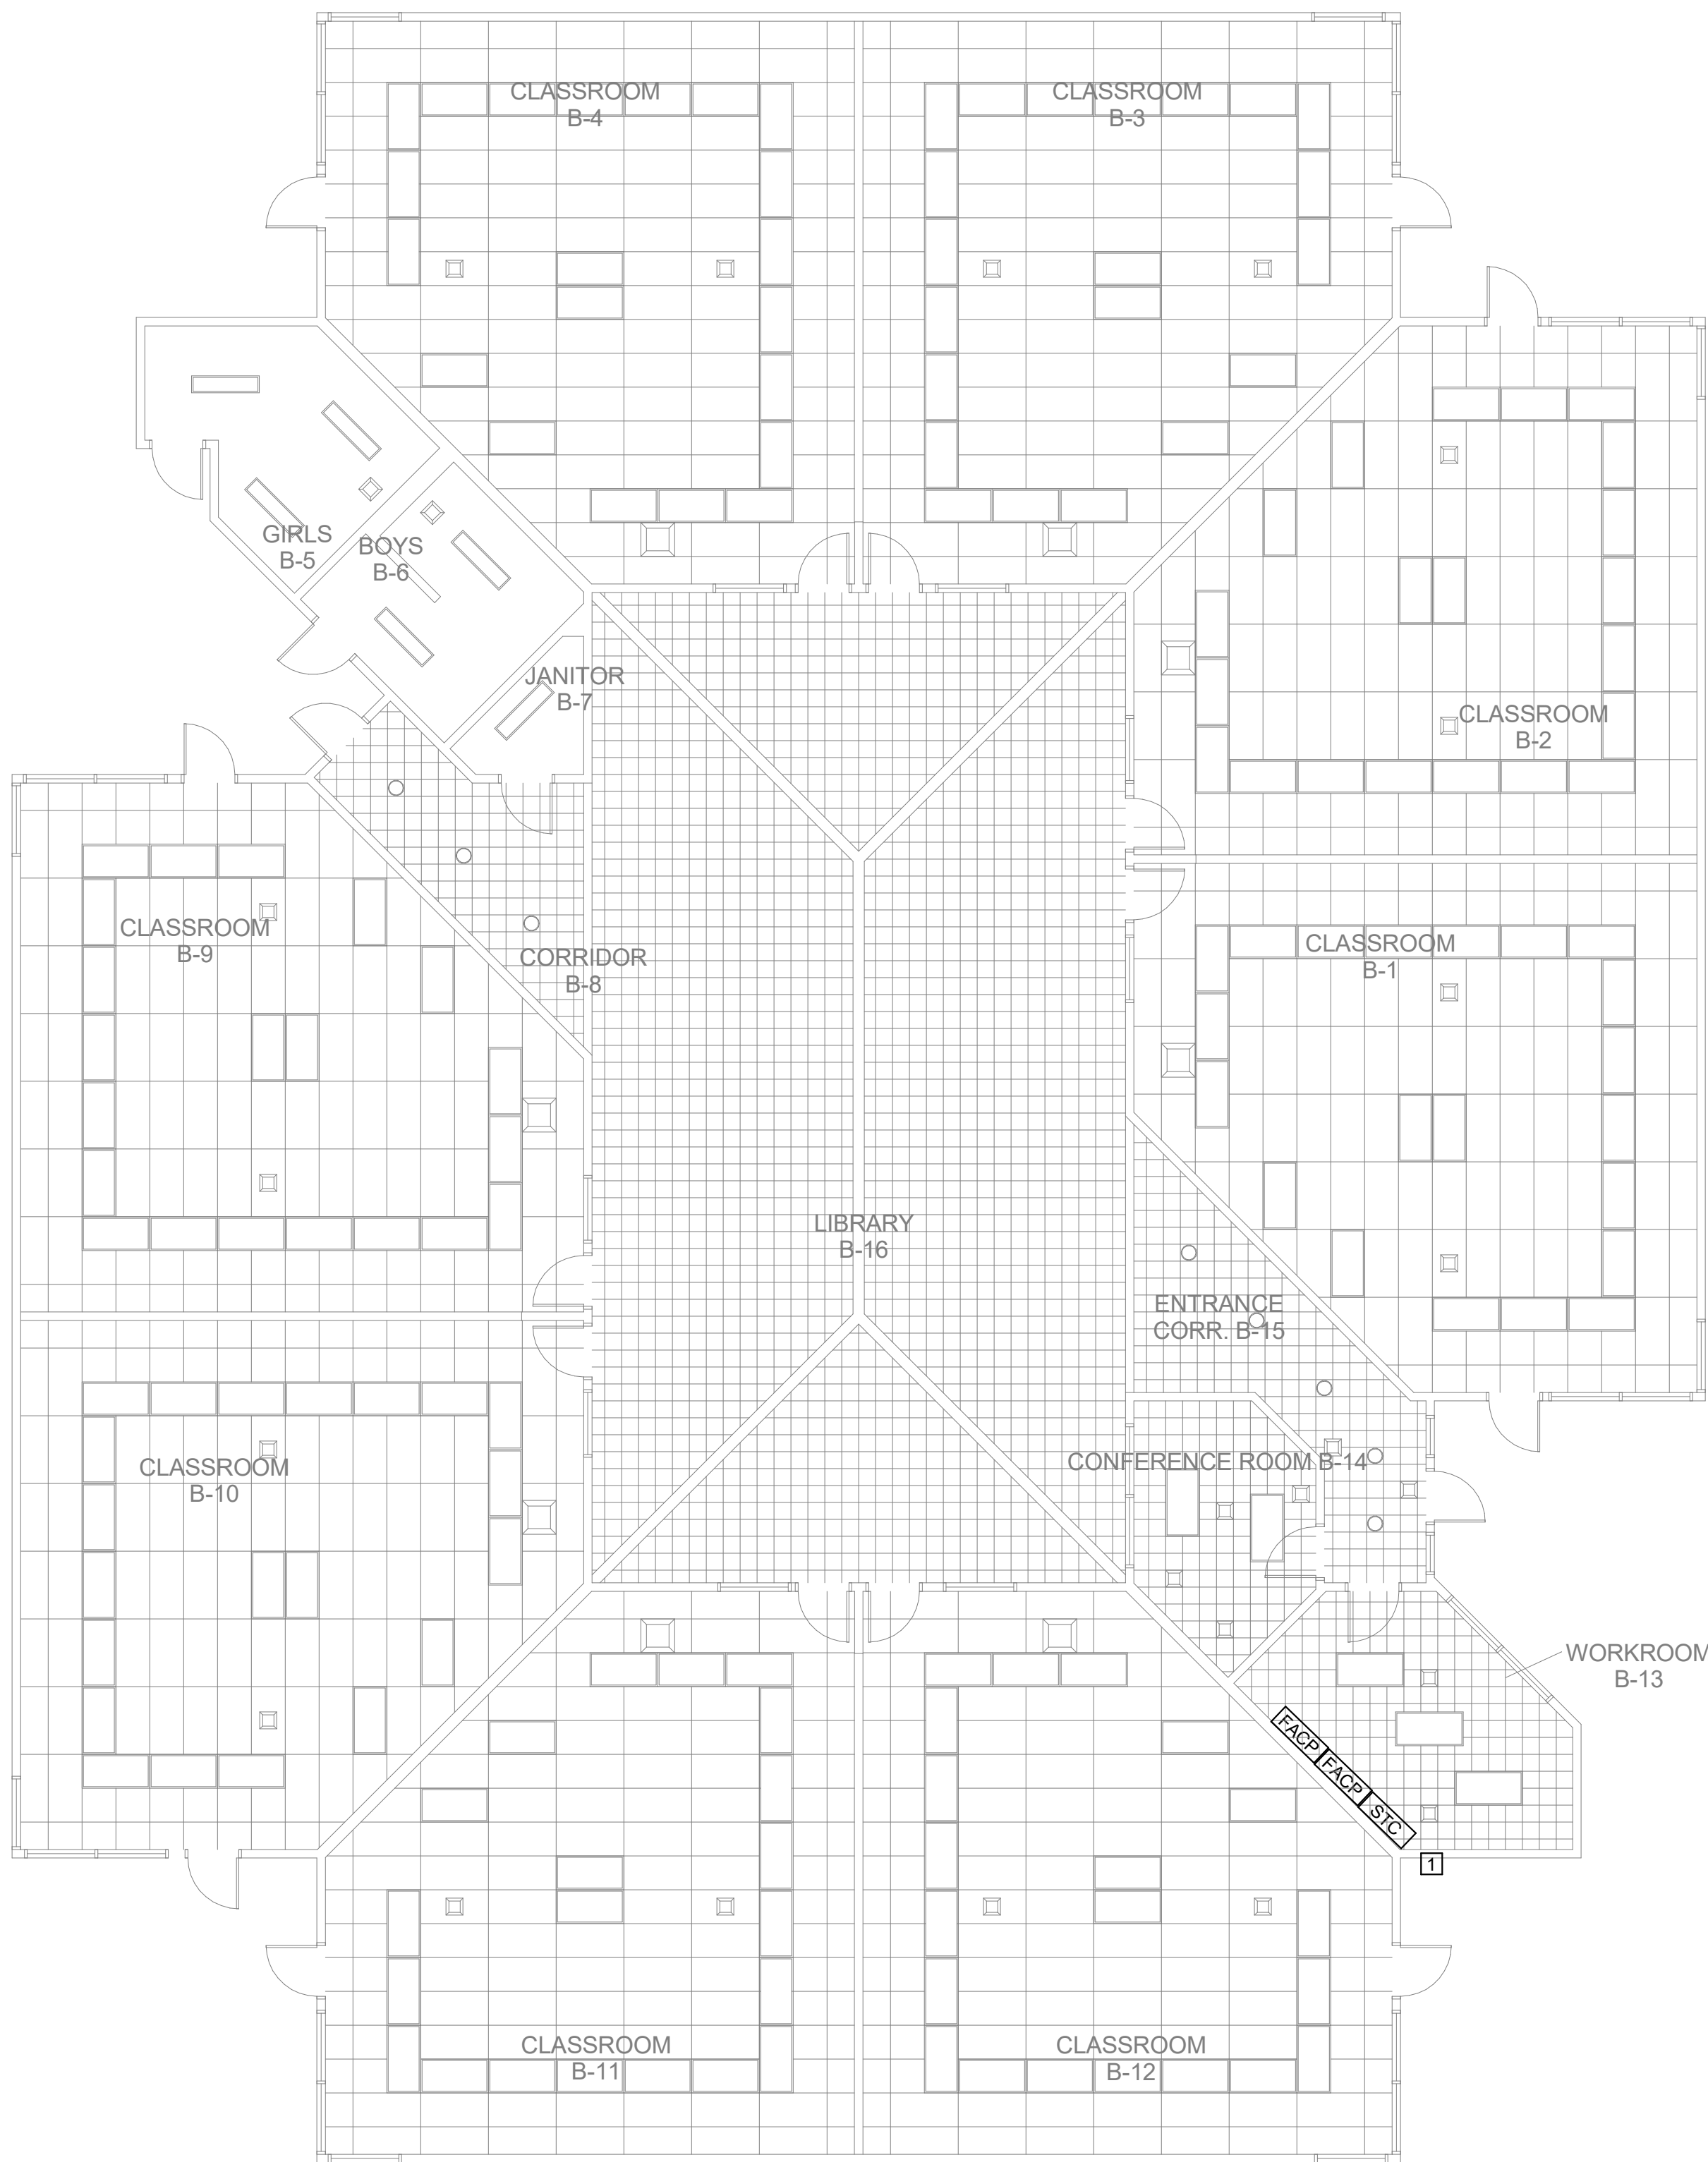 CLASSROOM
B-4
CLASSROOM
B-3
GIRLS
B-5
BOYS
B-6
JANITOR
B-7
CLASSROOM
B-2
CLASSROOM
B-9
CORRIDOR
B-8
CLASSROOM
B-1
LIBRARY
B-16
ENTRANCE
CORR. B-15
CLASSROOM
B-10
CONFERENCE ROOM B-14
WORKROOM
B-13
FACP
FACP
STC
1
CLASSROOM
B-11
CLASSROOM
B-12